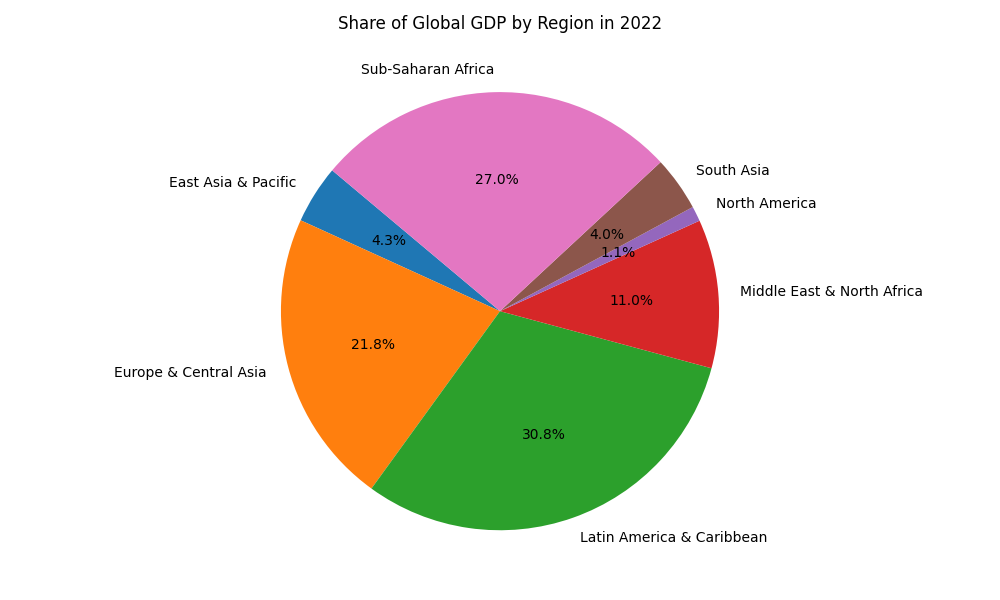 Share of Global GDP by Region in 2022
Sub-Saharan Africa
South Asia
East Asia & Pacific
North America
27.0%
4.0%
4.3%
1.1%
Middle East & North Africa
11.0%
21.8%
Europe & Central Asia
30.8%
Latin America & Caribbean